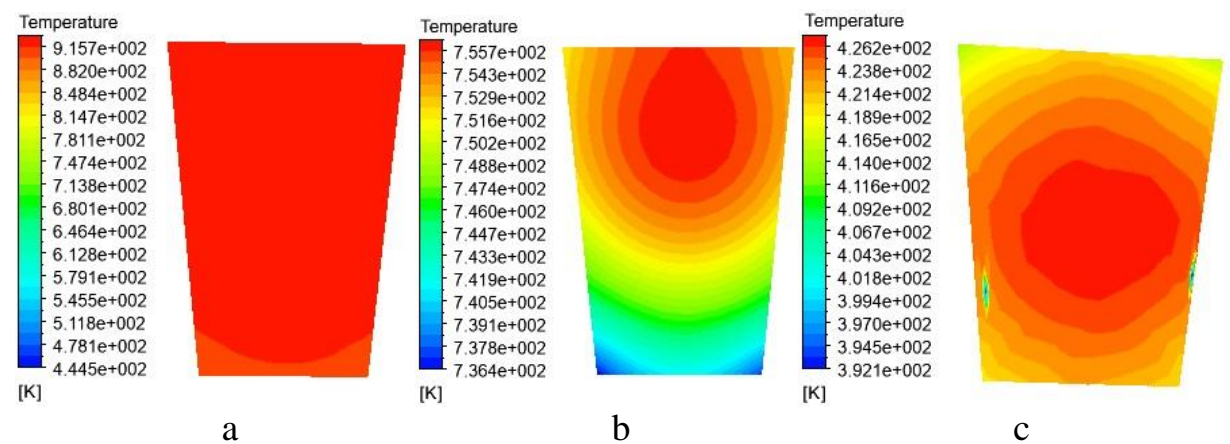 Temperature
9.157e+002
8.820e+002
8.484e+002
8.147e+002
7.811e+002
7.474e+002
7.138e+002
6.801e+002
6.464e+002
6.128e+002
5.791e+002
5.455e+002
5.118e+002
4.781e+002
4.445e+002
[K]
a
Temperature
7.557e+002
7.543e+002
7.529e+002
7.516e+002
7.502e+002
7.488e+002
7.474e+002
7.460e+002
7.447e+002
7.433e+002
7.419e+002
7.405e+002
7.391e+002
7.378e+002
7.364e+002
[K]
b
Temperature
4.262e+002
4.238e+002
4.214e+002
4.189e+002
4.165e+002
4.140e+002
4.116e+002
4.092e+002
4.067e+002
4.043e+002
4.018e+002
3.994e+002
3.970e+002
3.945e+002
3.921e+002
[K]
c